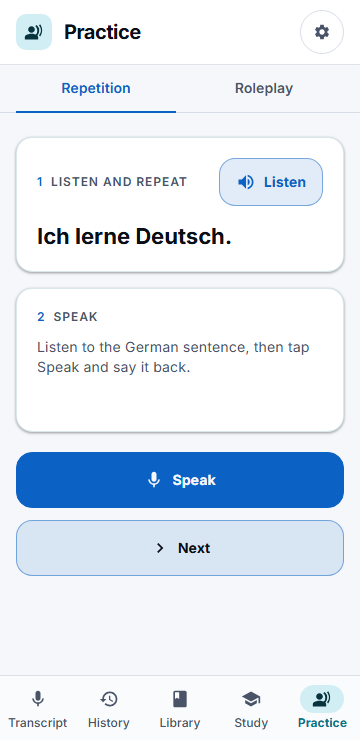 Practice
Repetition
Roleplay
1 LISTEN AND REPEAT
Listen
Ich lerne Deutsch.
2 SPEAK
Listen to the German sentence, then tap
Speak and say it back.
Speak
Next
Transcript
History
Library
Study
Practice